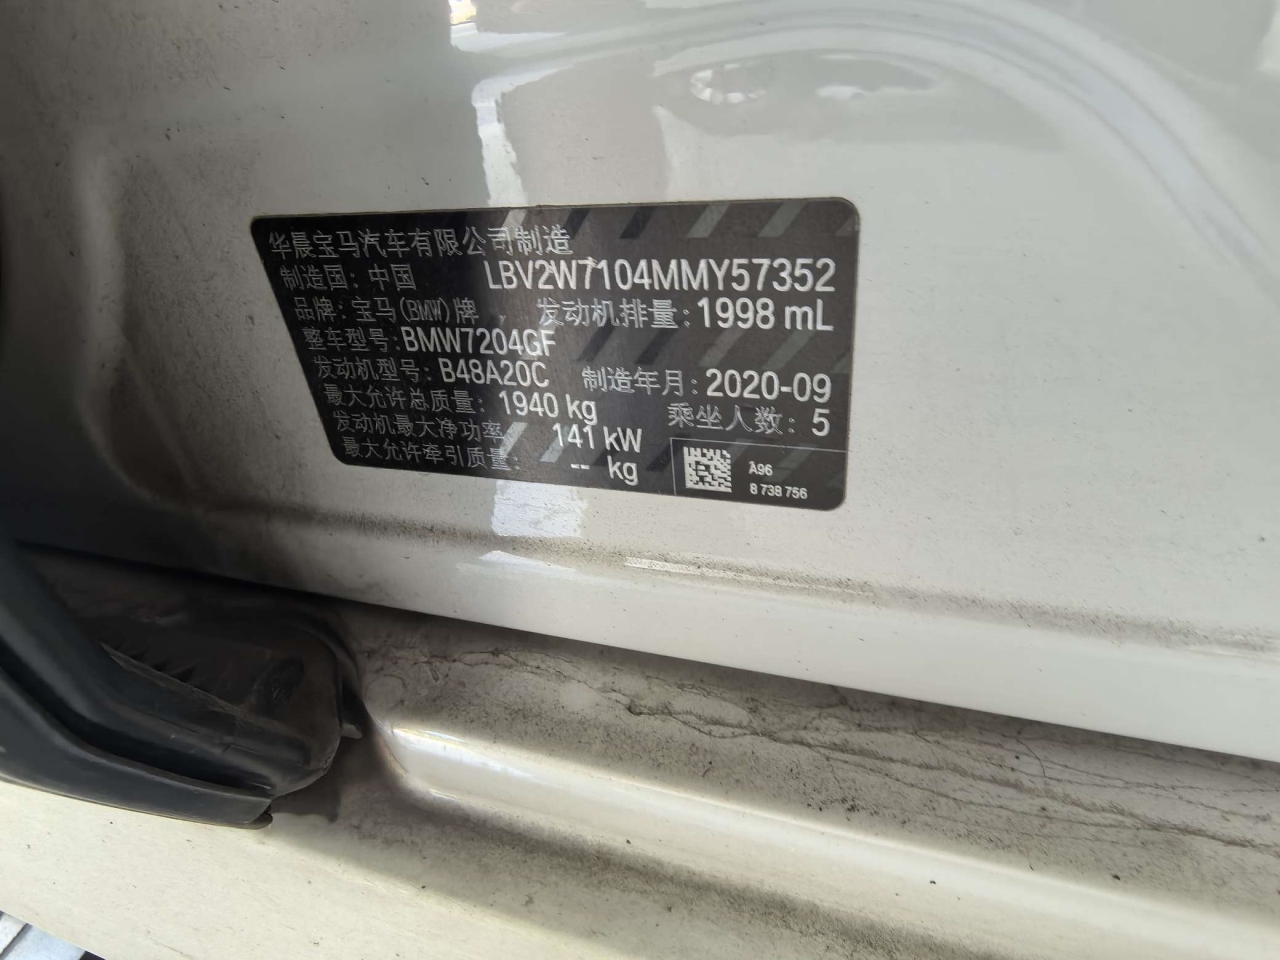 华晨宝马汽车有限公司制造
制造国: 中国 LBV2W7104MMY57352
品牌: 宝马(BMW)牌 发动机排量: 1998 mL
整车型号: BMW7204GF
发动机型号: B48A20C 制造年月: 2020-09
最大允许总质量: 1940 kg 乘坐人数: 5
发动机最大净功率: 141 kW
最大允许牵引质量: -- kg
A96
8 738 756